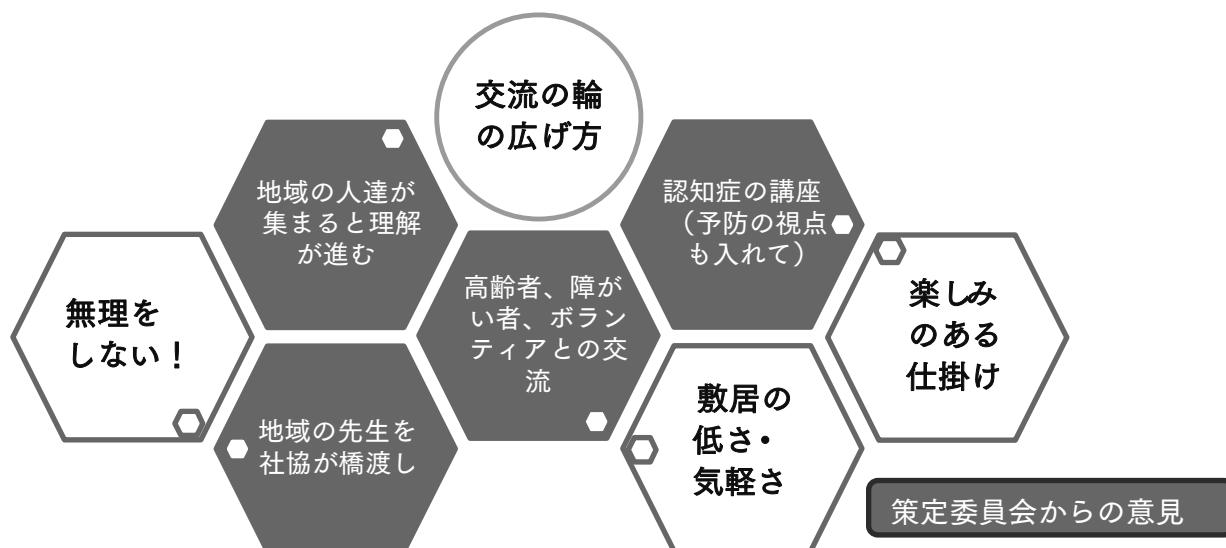 交流の輪
の広げ方
地域の人達が
集まると理解
が進む
認知症の講座
（予防の視点
も入れて）
無理を
しない！
高齢者、障が
い者、ボラン
ティアとの交
流
楽しみ
のある
仕掛け
地域の先生を
社協が橋渡し
敷居の
低さ・
気軽さ
策定委員会からの意見